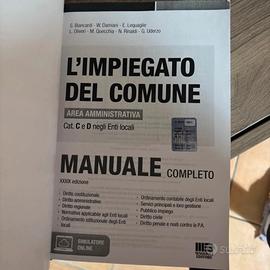 S. Biancardi - W. Damiani - E. Lequaglie
L. Oliveri - M. Quecchia - N. Rinaldi - G. Uderzo
L'IMPIEGATO
DEL COMUNE
AREA AMMINISTRATIVA
Cat. C e D negli Enti locali
MANUALE COMPLETO
XXXIX edizione
• Diritto costituzionale
• Diritto amministrativo
• Diritto regionale
• Normativa applicabile agli Enti locali
• Ordinamento istituzionale degli Enti locali
• Ordinamento contabile degli Enti locali
• Servizi principali e loro gestione
• Pubblico impiego
• Diritto civile
• Diritto penale e reati contro la P.A.
SIMULATORE
ONLINE
MAGGIOLI
subito